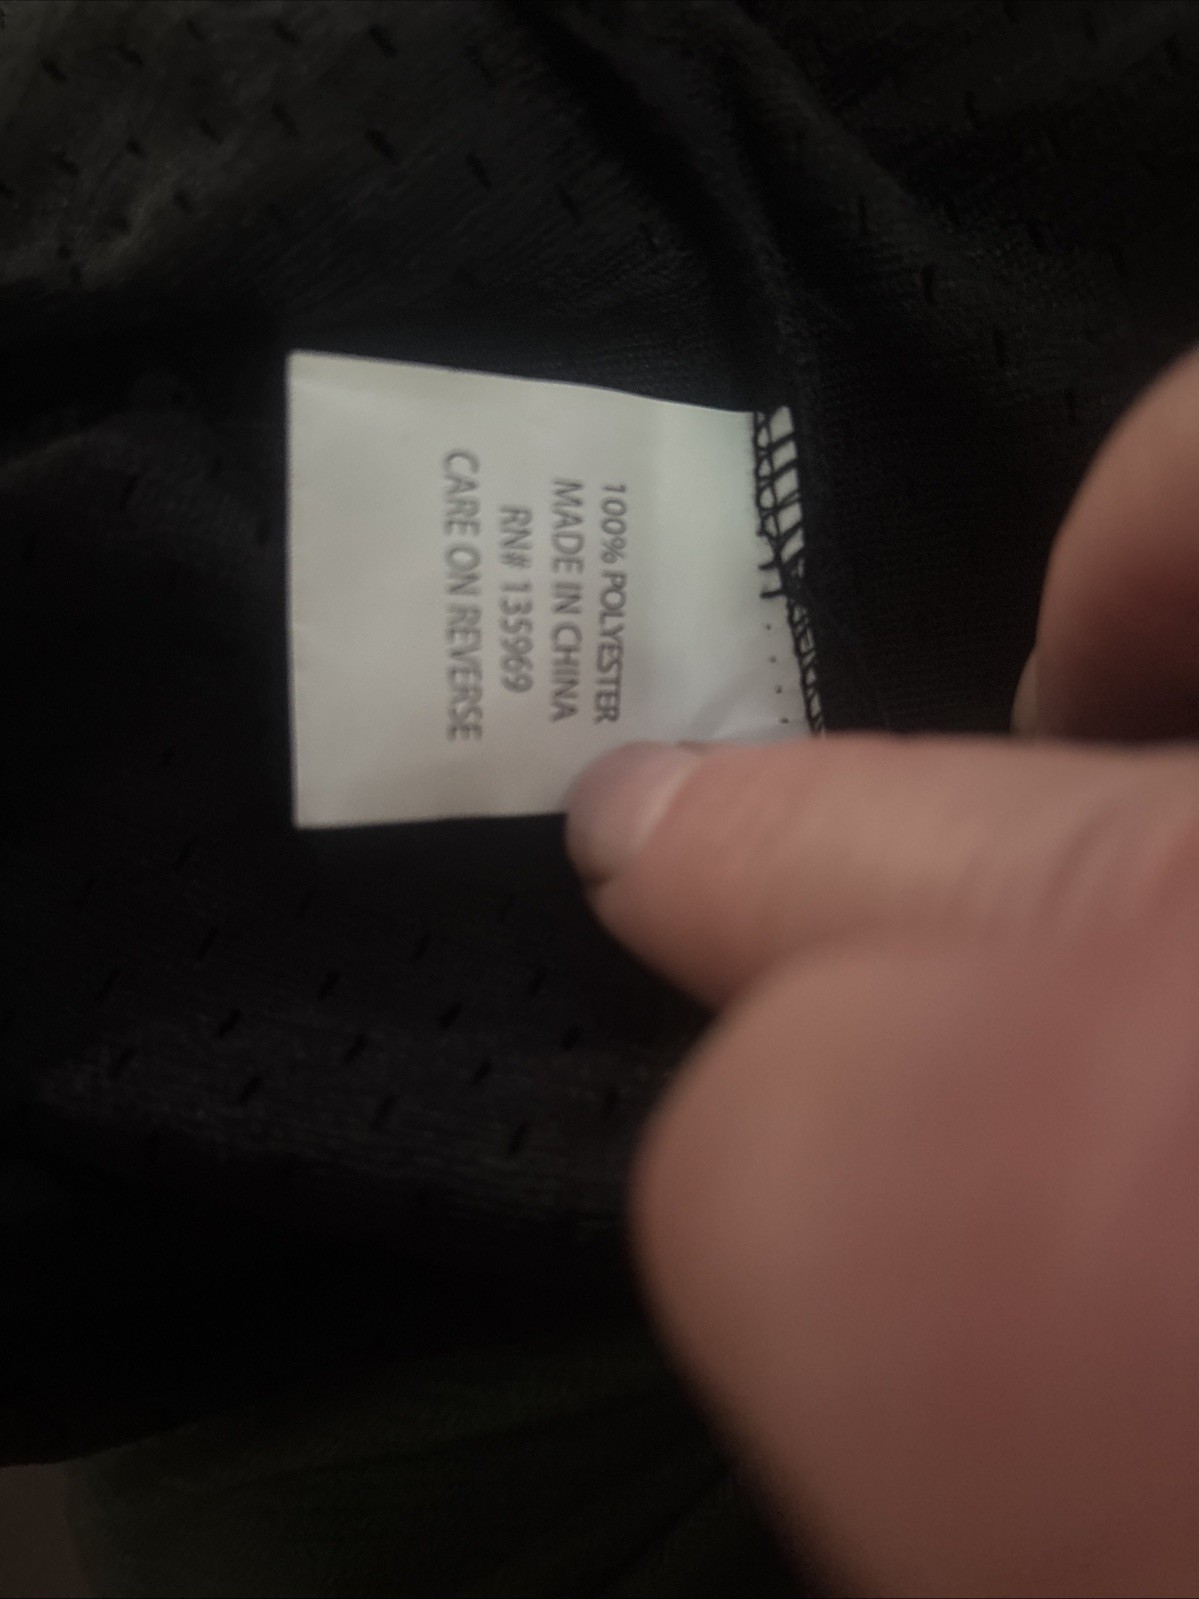 100% POLYESTER
MADE IN CHINA
RN# 135969
CARE ON REVERSE